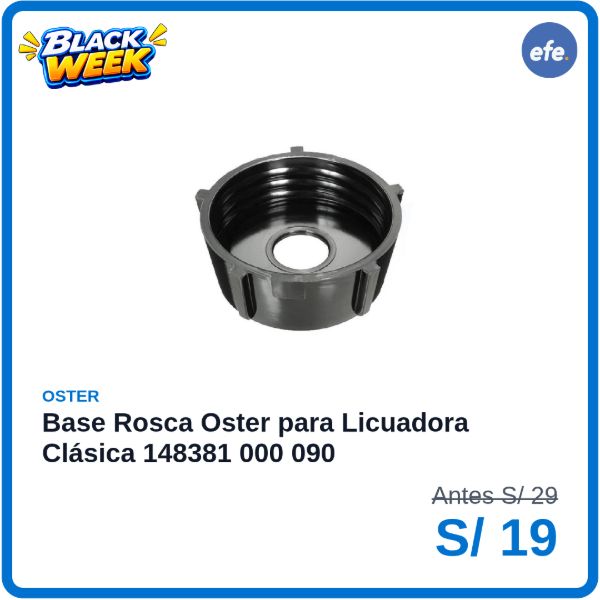 BLACK
WEEK
efe.
OSTER
Base Rosca Oster para Licuadora
Clásica 148381 000 090
Antes S/ 29
S/ 19